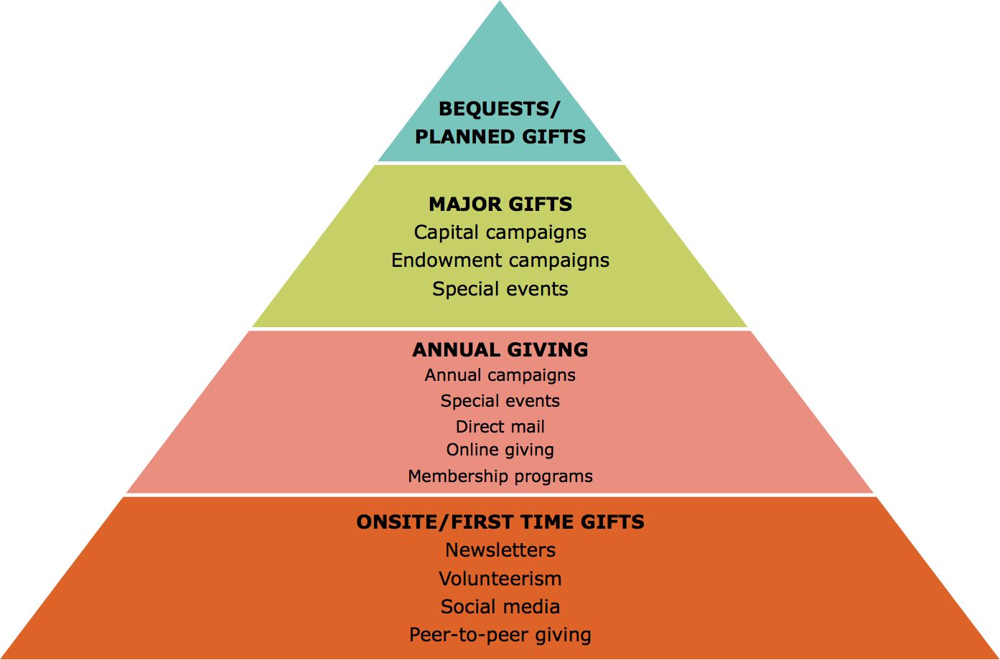 BEQUESTS/
PLANNED GIFTS
MAJOR GIFTS
Capital campaigns
Endowment campaigns
Special events
ANNUAL GIVING
Annual campaigns
Special events
Direct mail
Online giving
Membership programs
ONSITE/FIRST TIME GIFTS
Newsletters
Volunteerism
Social media
Peer-to-peer giving